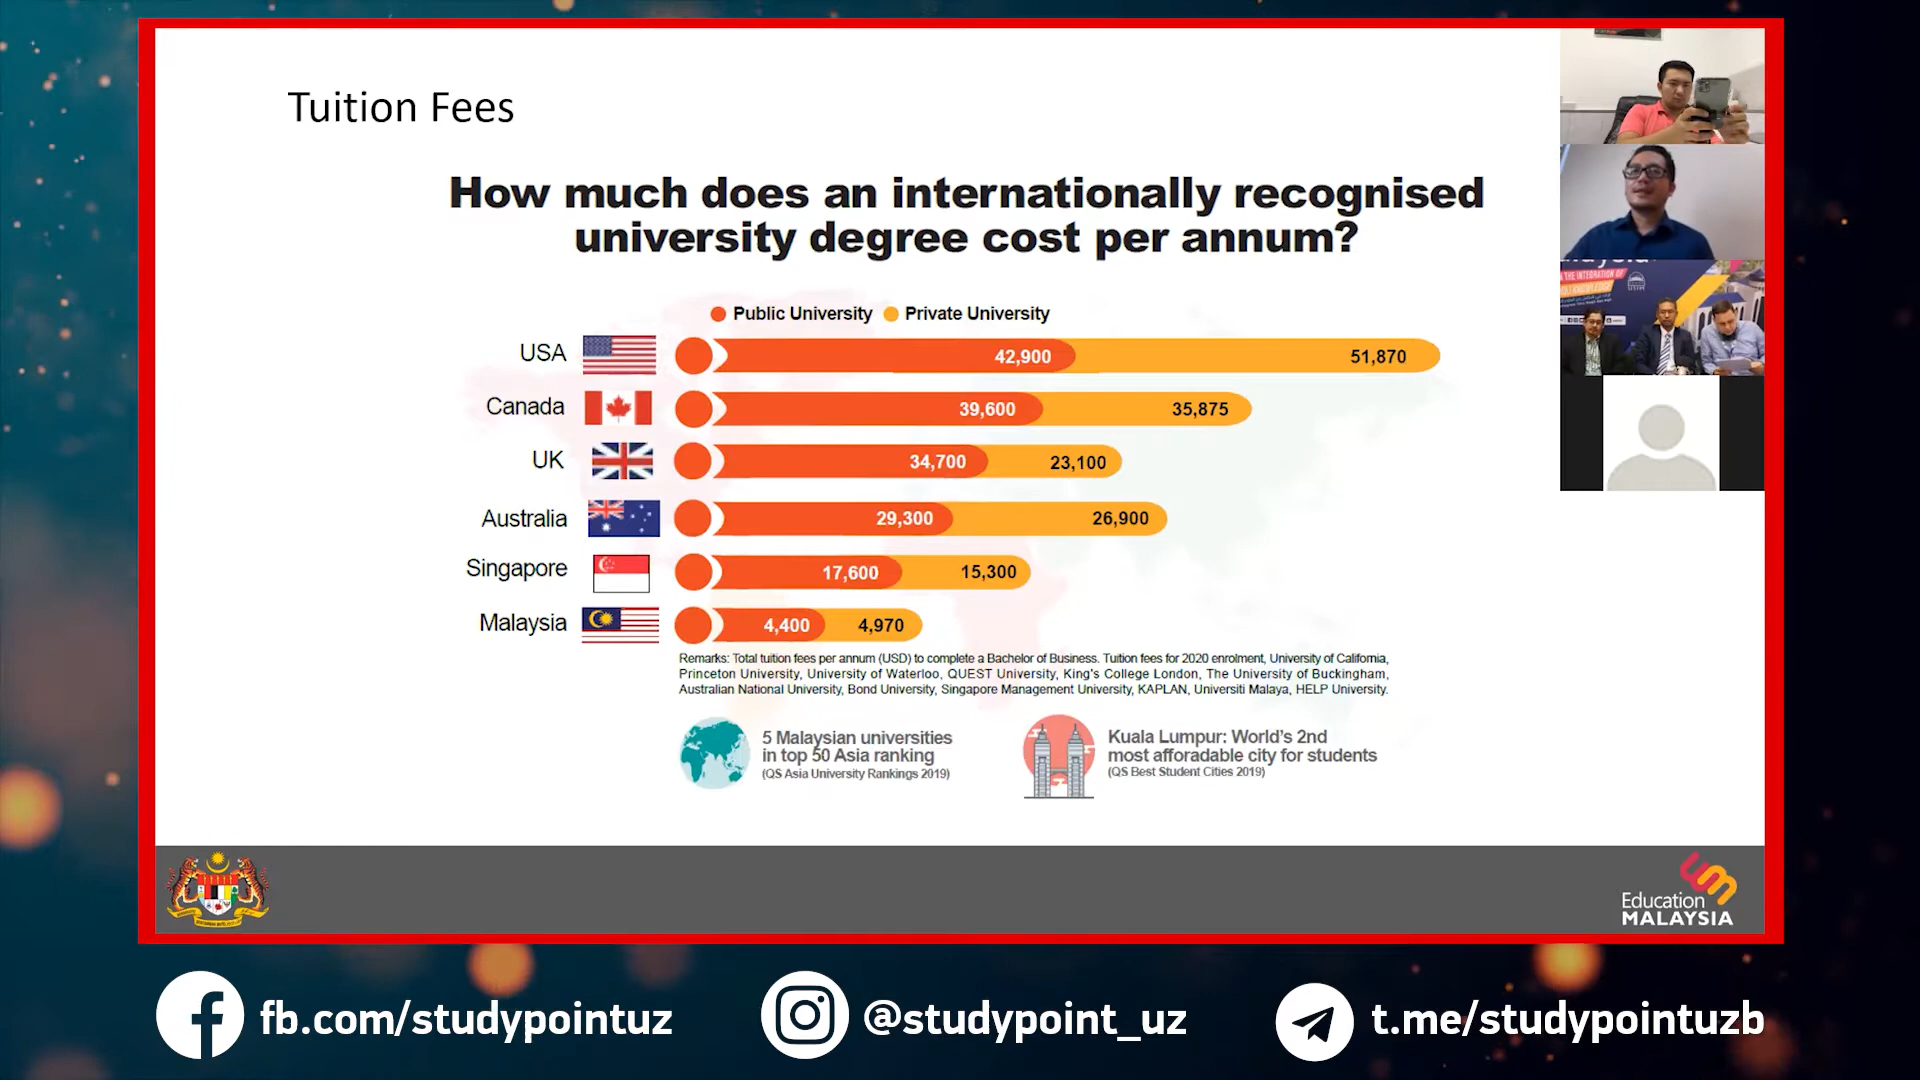 Tuition Fees
How much does an internationally recognised
university degree cost per annum?
Public University
Private University
USA
42,900
51,870
Canada
39,600
35,875
UK
34,700
23,100
Australia
29,300
26,900
Singapore
17,600
15,300
Malaysia
4,400
4,970
Remarks: Total tuition fees per annum (USD) to complete a Bachelor of Business. Tuition fees for 2020 enrolment, University of California,
Princeton University, University of Waterloo, QUEST University, King's College London, The University of Buckingham,
Australian National University, Bond University, Singapore Management University, KAPLAN, Universiti Malaya, HELP University.
5 Malaysian universities
in top 50 Asia ranking
(QS Asia University Rankings 2019)
Kuala Lumpur: World's 2nd
most afforadable city for students
(QS Best Student Cities 2019)
THE INTEGRATION OF
Education
MALAYSIA
fb.com/studypointuz
@studypoint_uz
t.me/studypointuzb